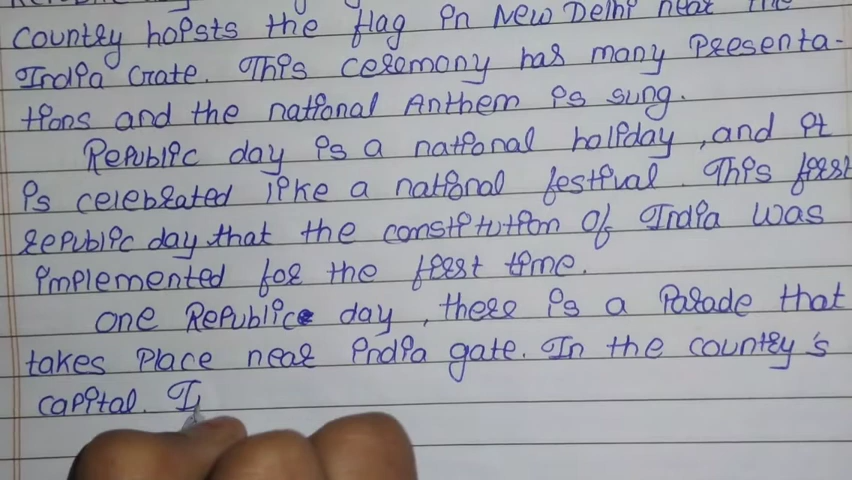 country hoists the flag in New Delhi near the
India Gate. This ceremony has many Presenta-
tions and the national Anthem is sung.
Republic day is a national holiday, and it
is celebrated like a national festival. This first
republic day that the constitution of India was
implemented for the first time.
One Republic day, there is a Parade that
takes Place near India gate. In the country's
capital. I